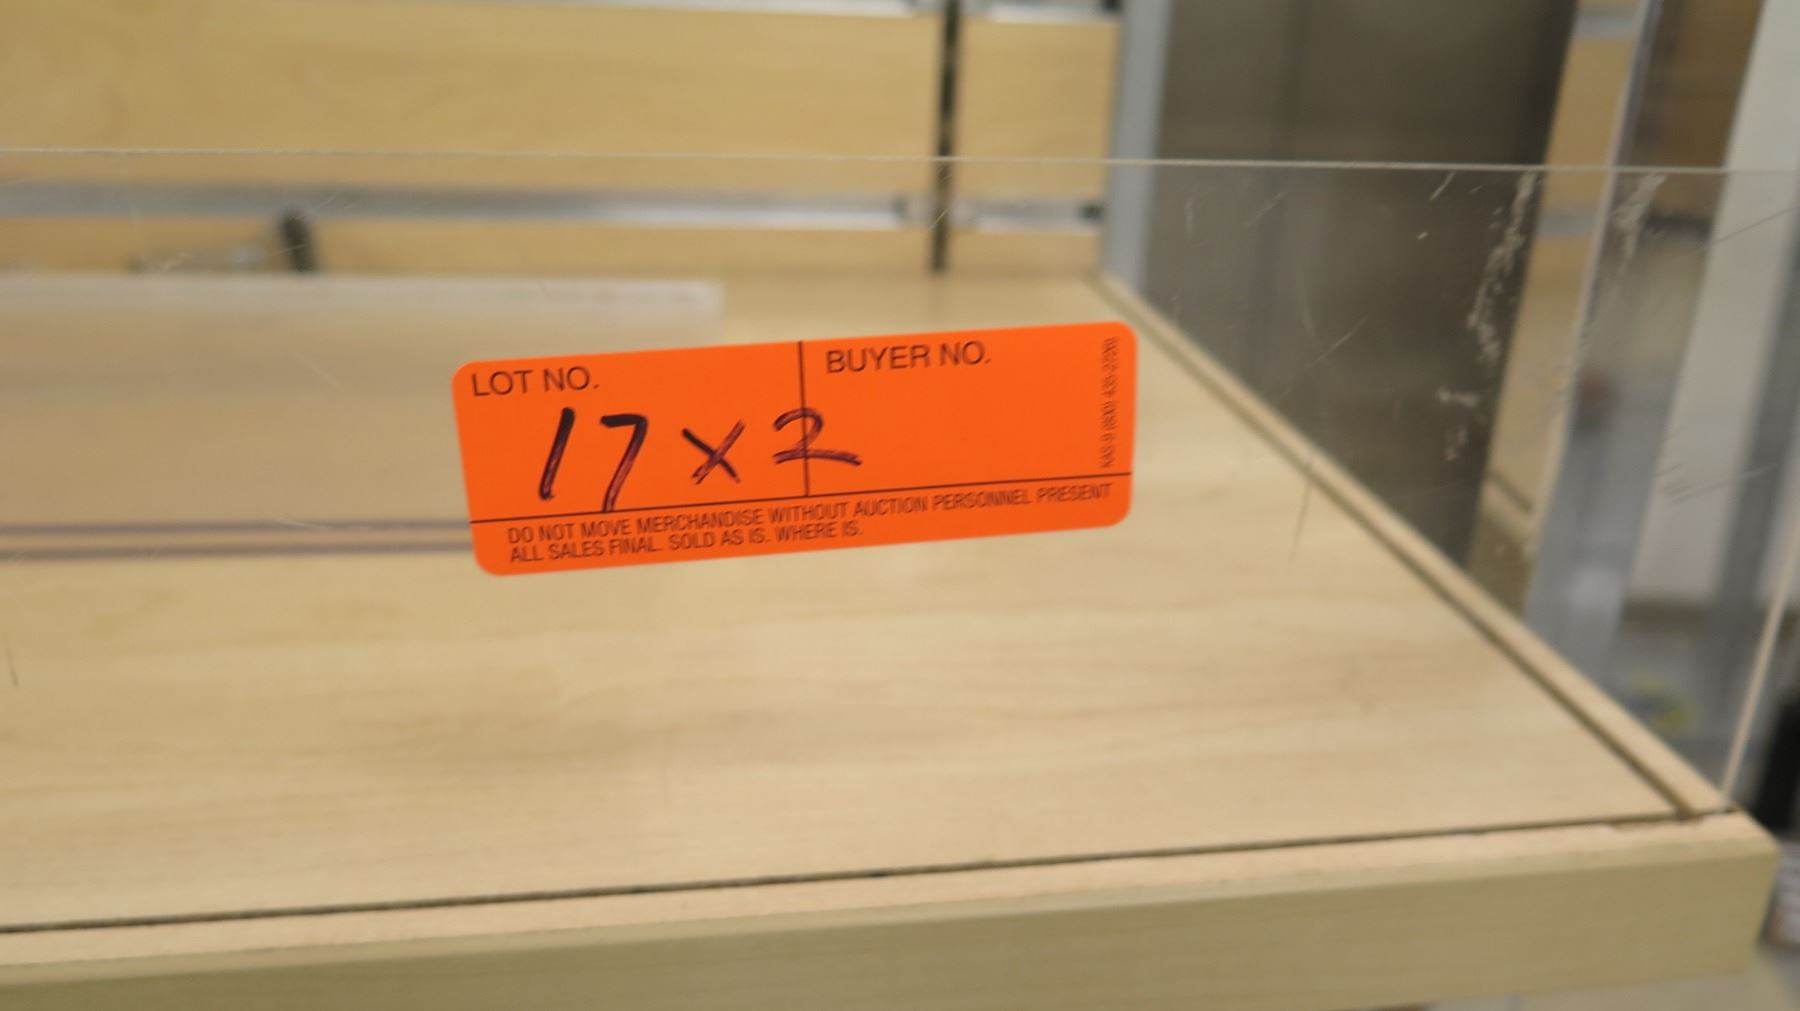 LOT NO.
BUYER NO.
17 x 2
DO NOT MOVE MERCHANDISE WITHOUT AUCTION PERSONNEL PRESENT
ALL SALES FINAL. SOLD AS IS. WHERE IS.